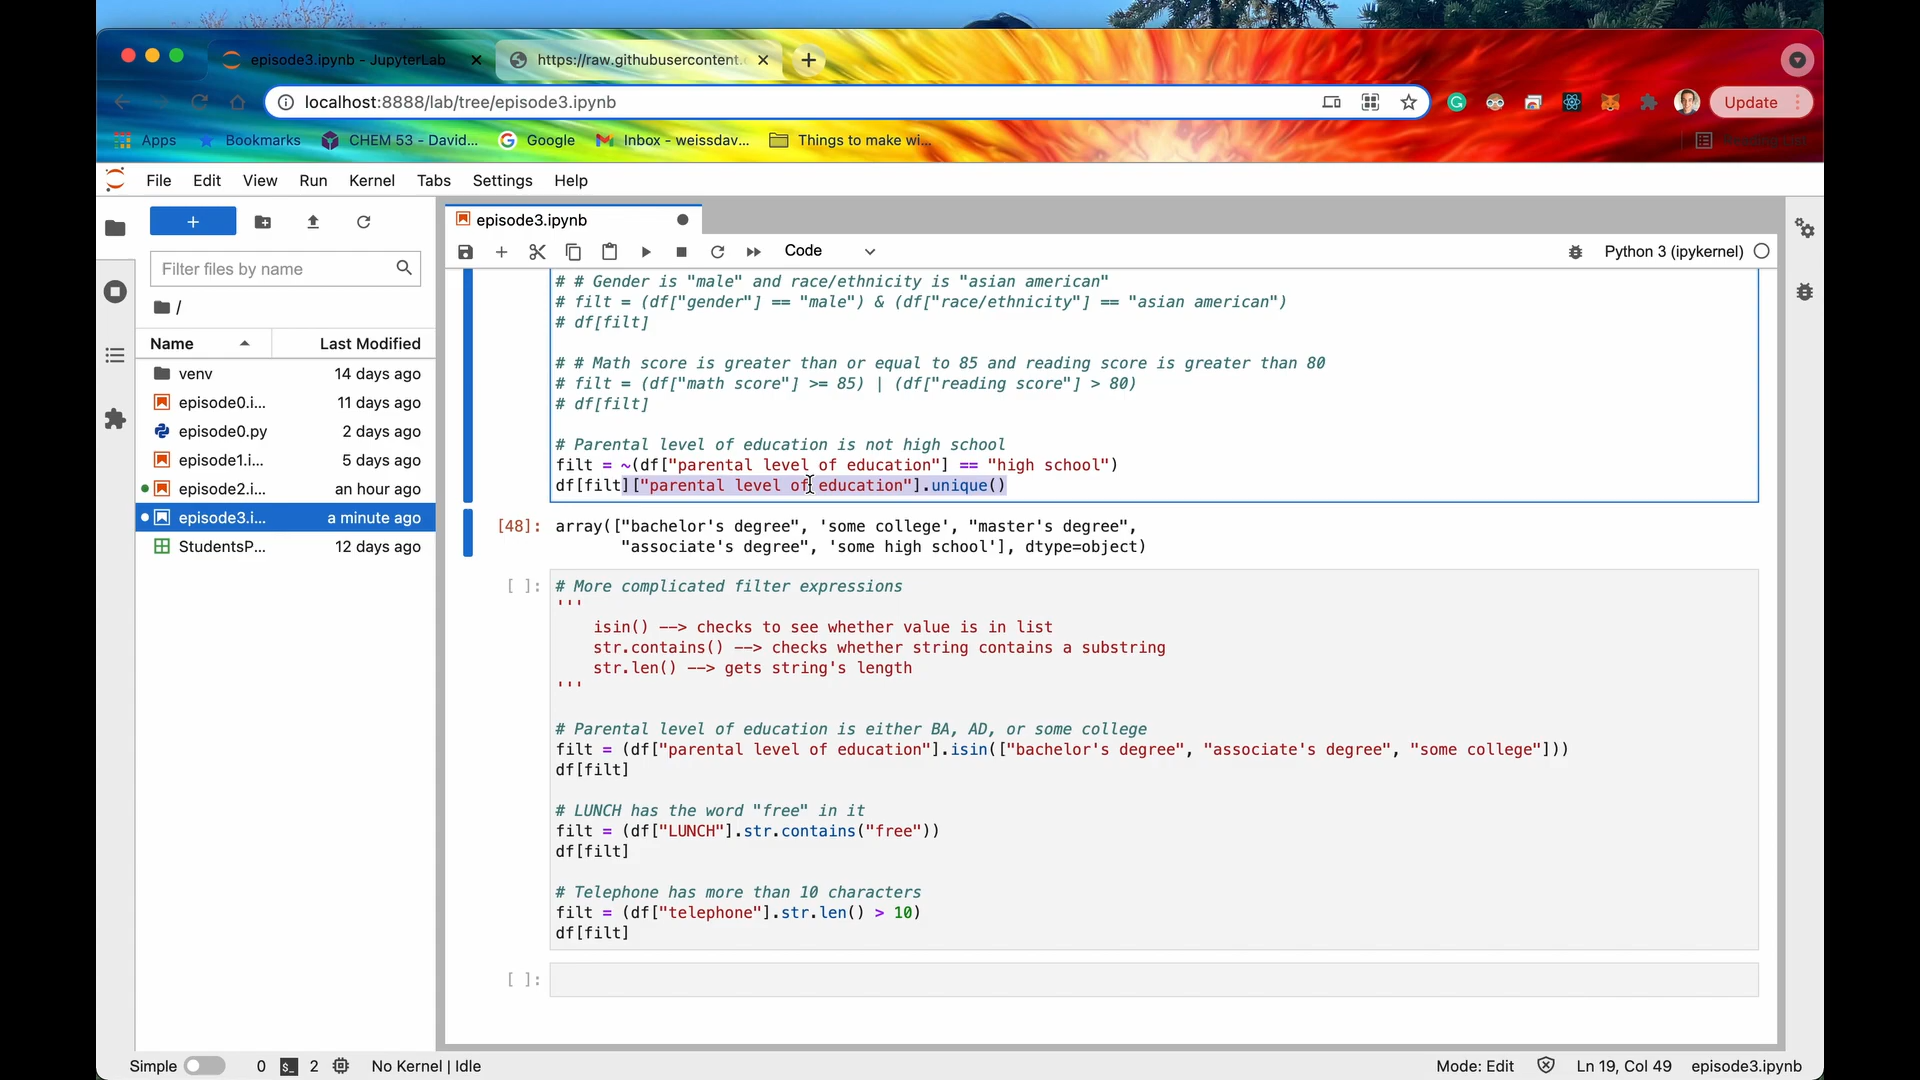 episode3.ipynb - JupyterLab
https://raw.githubusercontent.
localhost:8888/lab/tree/episode3.ipynb
Update
Apps
Bookmarks
CHEM 53 - David...
Google
Inbox - weissdav...
Things to make wi...
Reading List
File Edit View Run Kernel Tabs Settings Help
episode3.ipynb
Code
Python 3 (ipykernel)
Filter files by name
/
Name Last Modified
venv 14 days ago
episode0.i... 11 days ago
episode0.py 2 days ago
episode1.i... 5 days ago
episode2.i... an hour ago
episode3.i... a minute ago
StudentsP... 12 days ago
# # Gender is "male" and race/ethnicity is "asian american"
# filt = (df["gender"] == "male") & (df["race/ethnicity"] == "asian american")
# df[filt]
# # Math score is greater than or equal to 85 and reading score is greater than 80
# filt = (df["math score"] >= 85) | (df["reading score"] > 80)
# df[filt]
# Parental level of education is not high school
filt = ~(df["parental level of education"] == "high school")
df[filt]["parental level of education"].unique()
[48]: array(["bachelor's degree", 'some college', "master's degree",
"associate's degree", 'some high school'], dtype=object)
[ ]: # More complicated filter expressions
'''
isin() --> checks to see whether value is in list
str.contains() --> checks whether string contains a substring
str.len() --> gets string's length
'''
# Parental level of education is either BA, AD, or some college
filt = (df["parental level of education"].isin(["bachelor's degree", "associate's degree", "some college"]))
df[filt]
# LUNCH has the word "free" in it
filt = (df["LUNCH"].str.contains("free"))
df[filt]
# Telephone has more than 10 characters
filt = (df["telephone"].str.len() > 10)
df[filt]
[ ]:
Simple 0 $_ 2 No Kernel | Idle Mode: Edit Ln 19, Col 49 episode3.ipynb